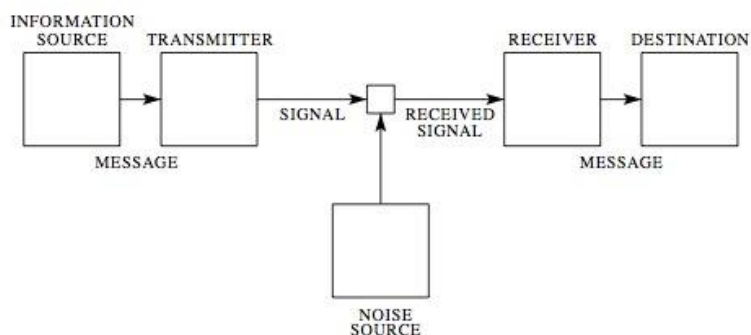 INFORMATION
SOURCE
TRANSMITTER
RECEIVER
DESTINATION
SIGNAL
RECEIVED
SIGNAL
MESSAGE
MESSAGE
NOISE
SOURCE